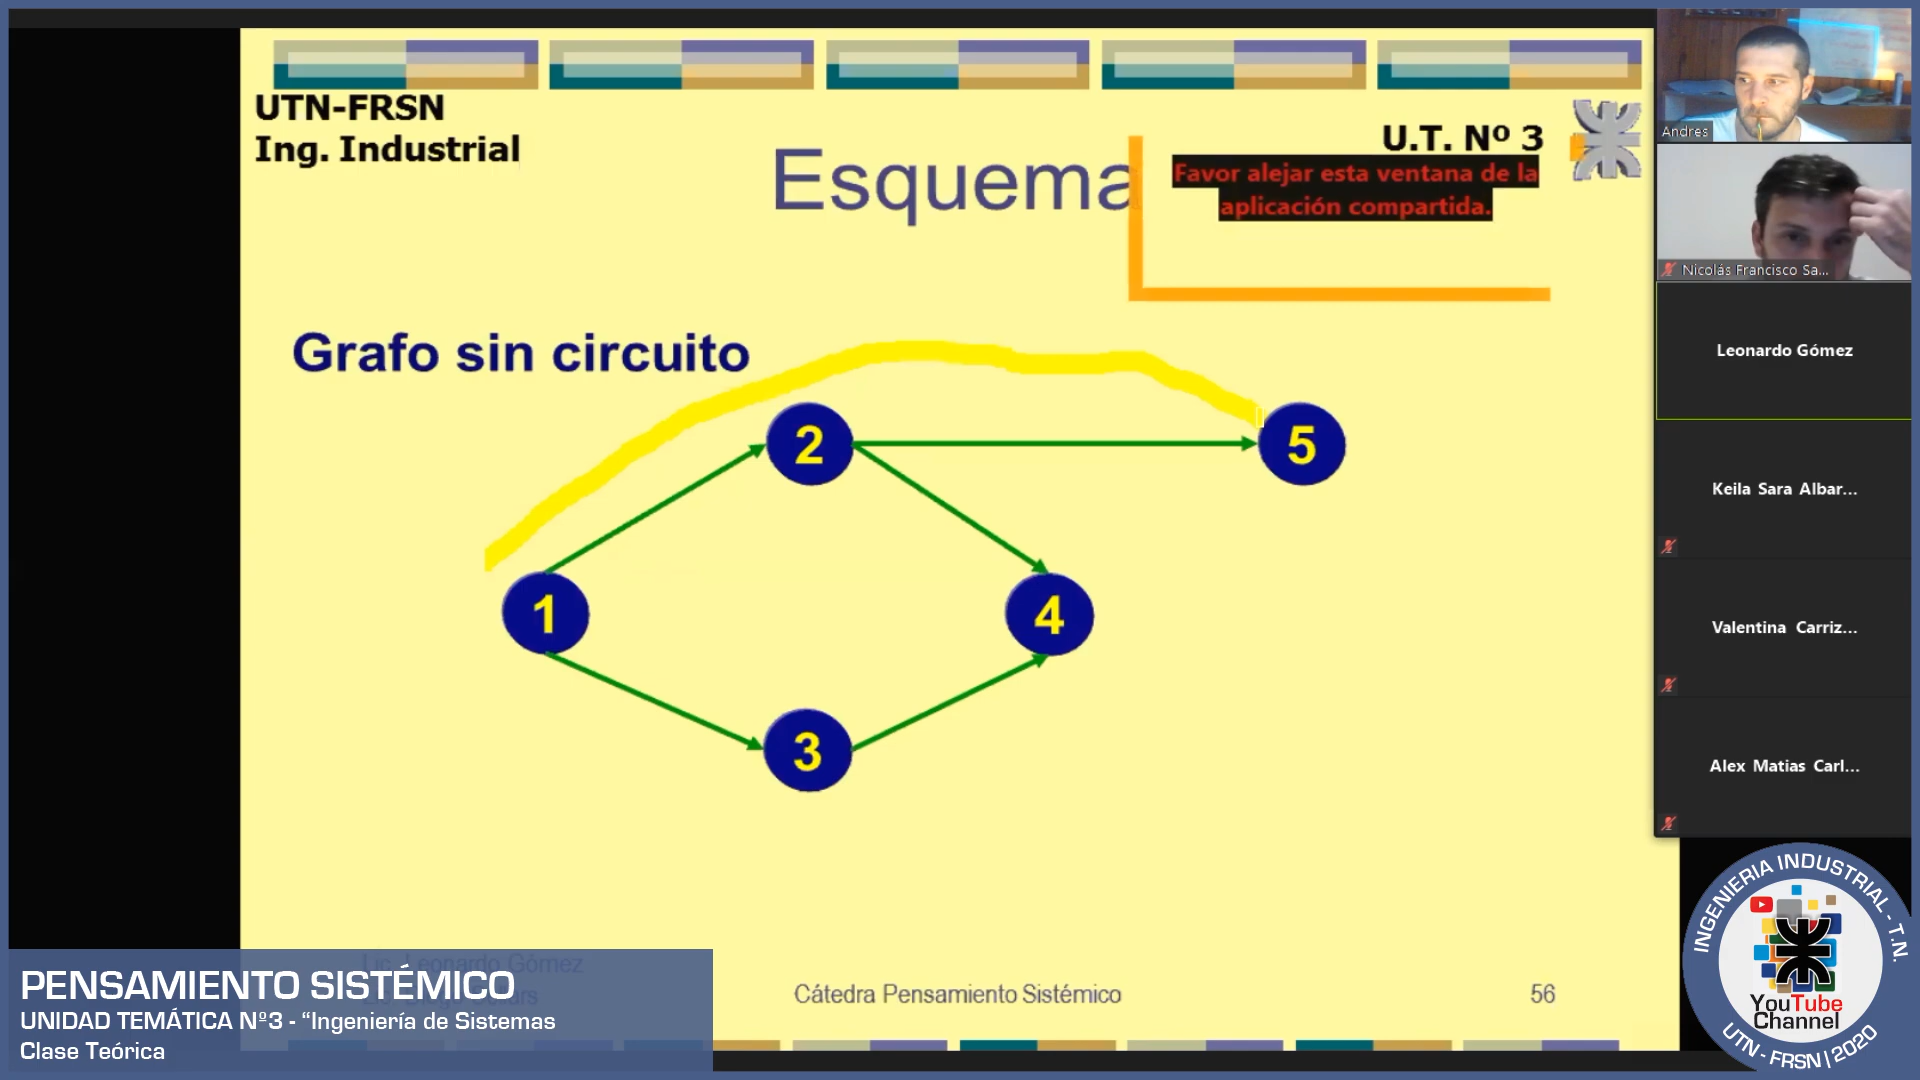 UTN-FRSN
Ing. Industrial
Esquema
U.T. Nº 3
Favor alejar esta ventana de la
aplicación compartida.
Grafo sin circuito
2
5
1
4
3
Leonardo Gómez
Cátedra Pensamiento Sistémico
56
PENSAMIENTO SISTÉMICO
UNIDAD TEMÁTICA Nº3 - “Ingeniería de Sistemas
Clase Teórica
Andres
Nicolás Francisco Sa...
Leonardo Gómez
Keila Sara Albar...
Valentina Carriz...
Alex Matias Carl...
INGENIERIA INDUSTRIAL - T.N.
YouTube
Channel
UTN - FRSN | 2020